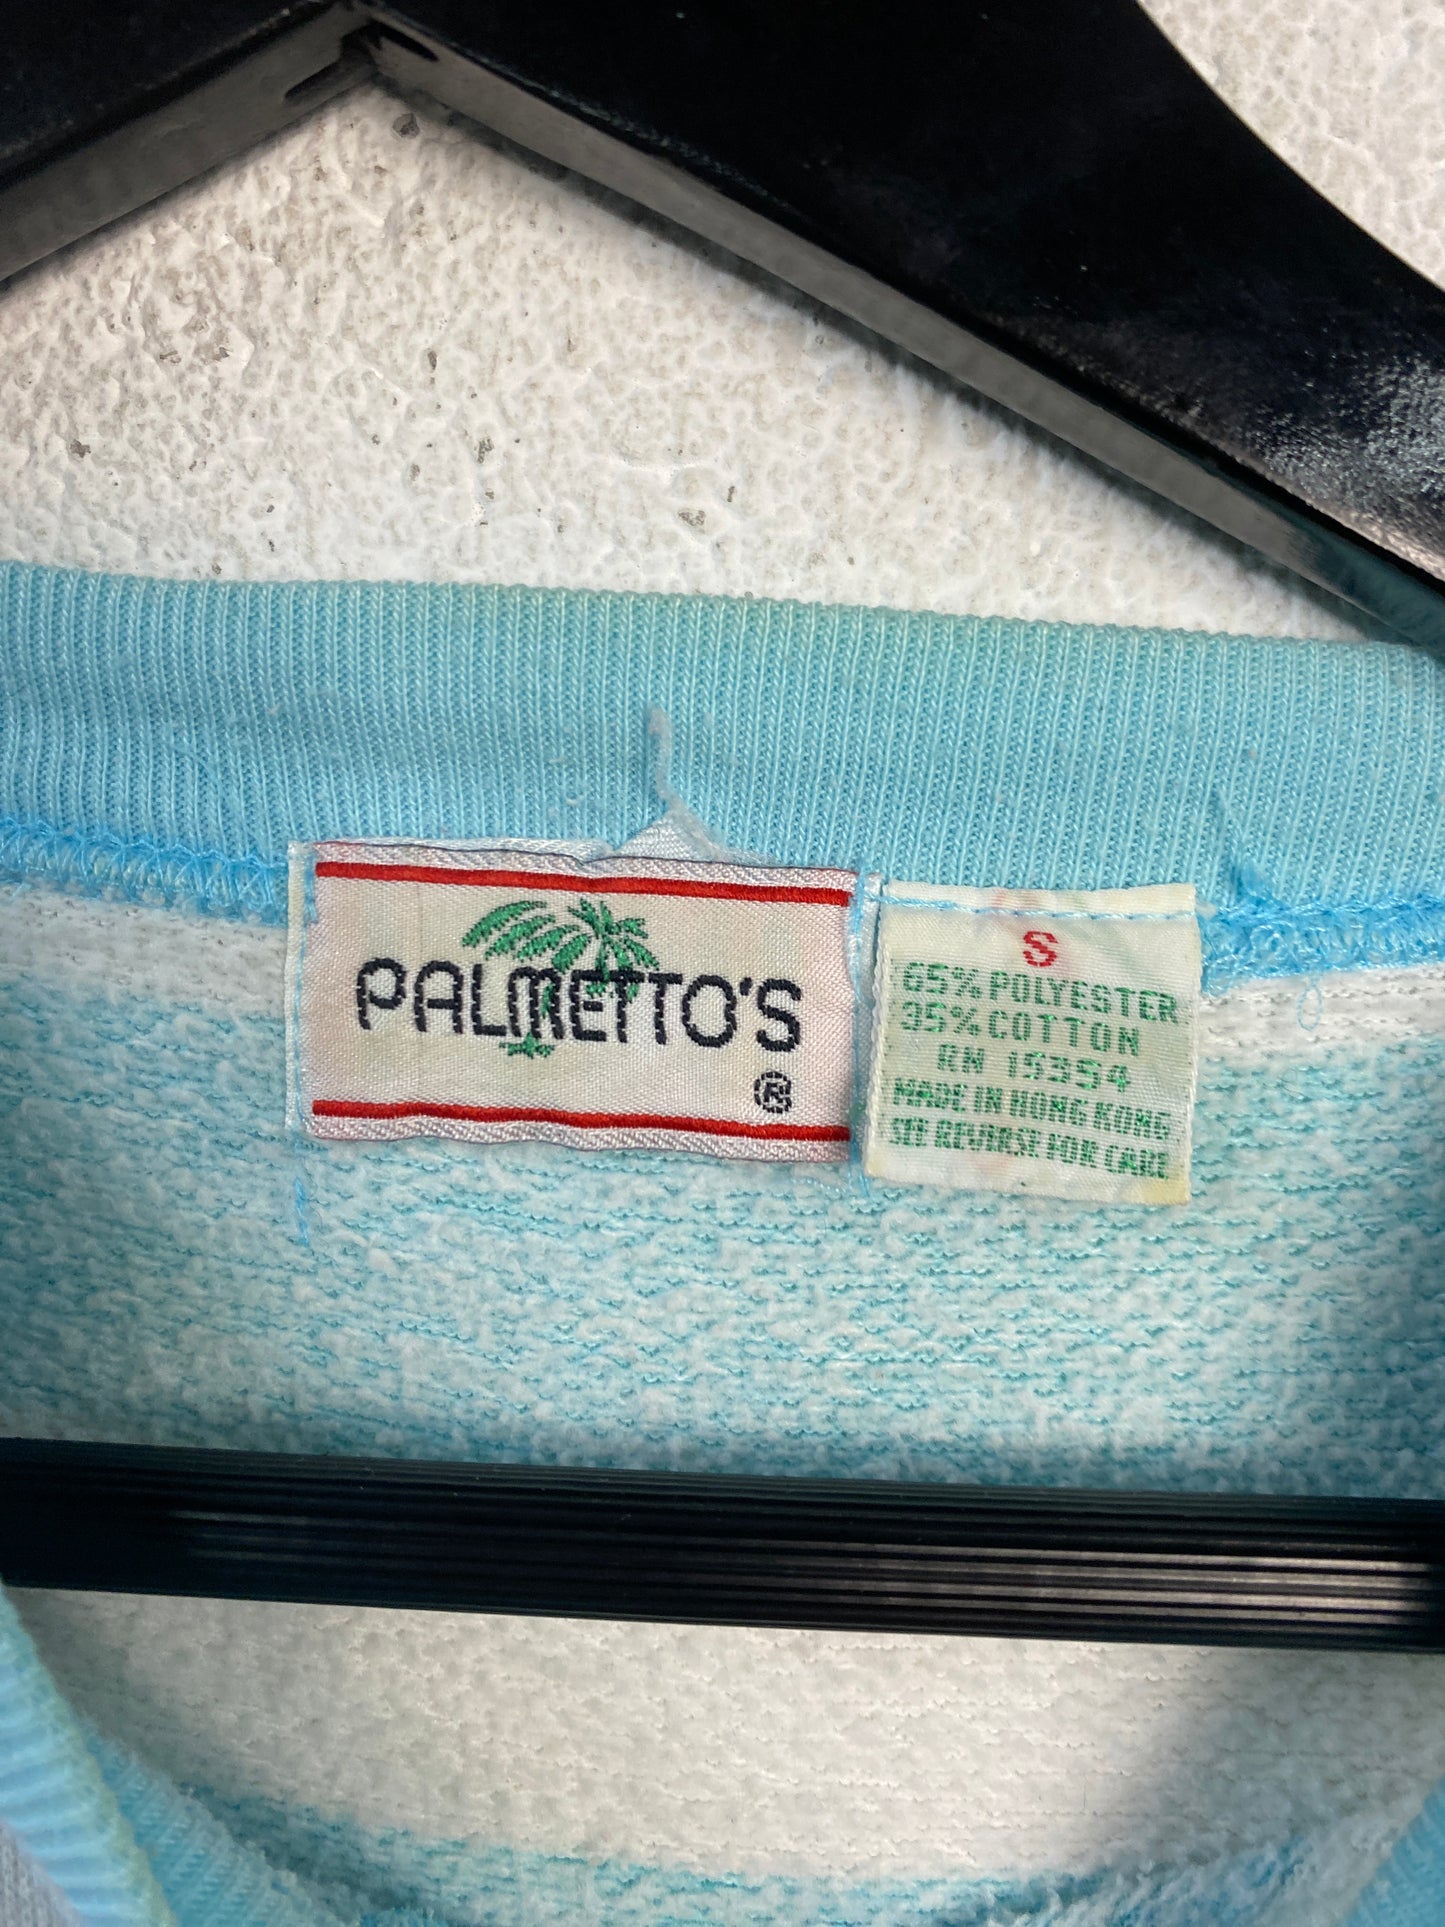 PALMETTO'S
®
S
65% POLYESTER
35% COTTON
RN 15354
MADE IN HONG KONG
SEE REVERSE FOR CARE